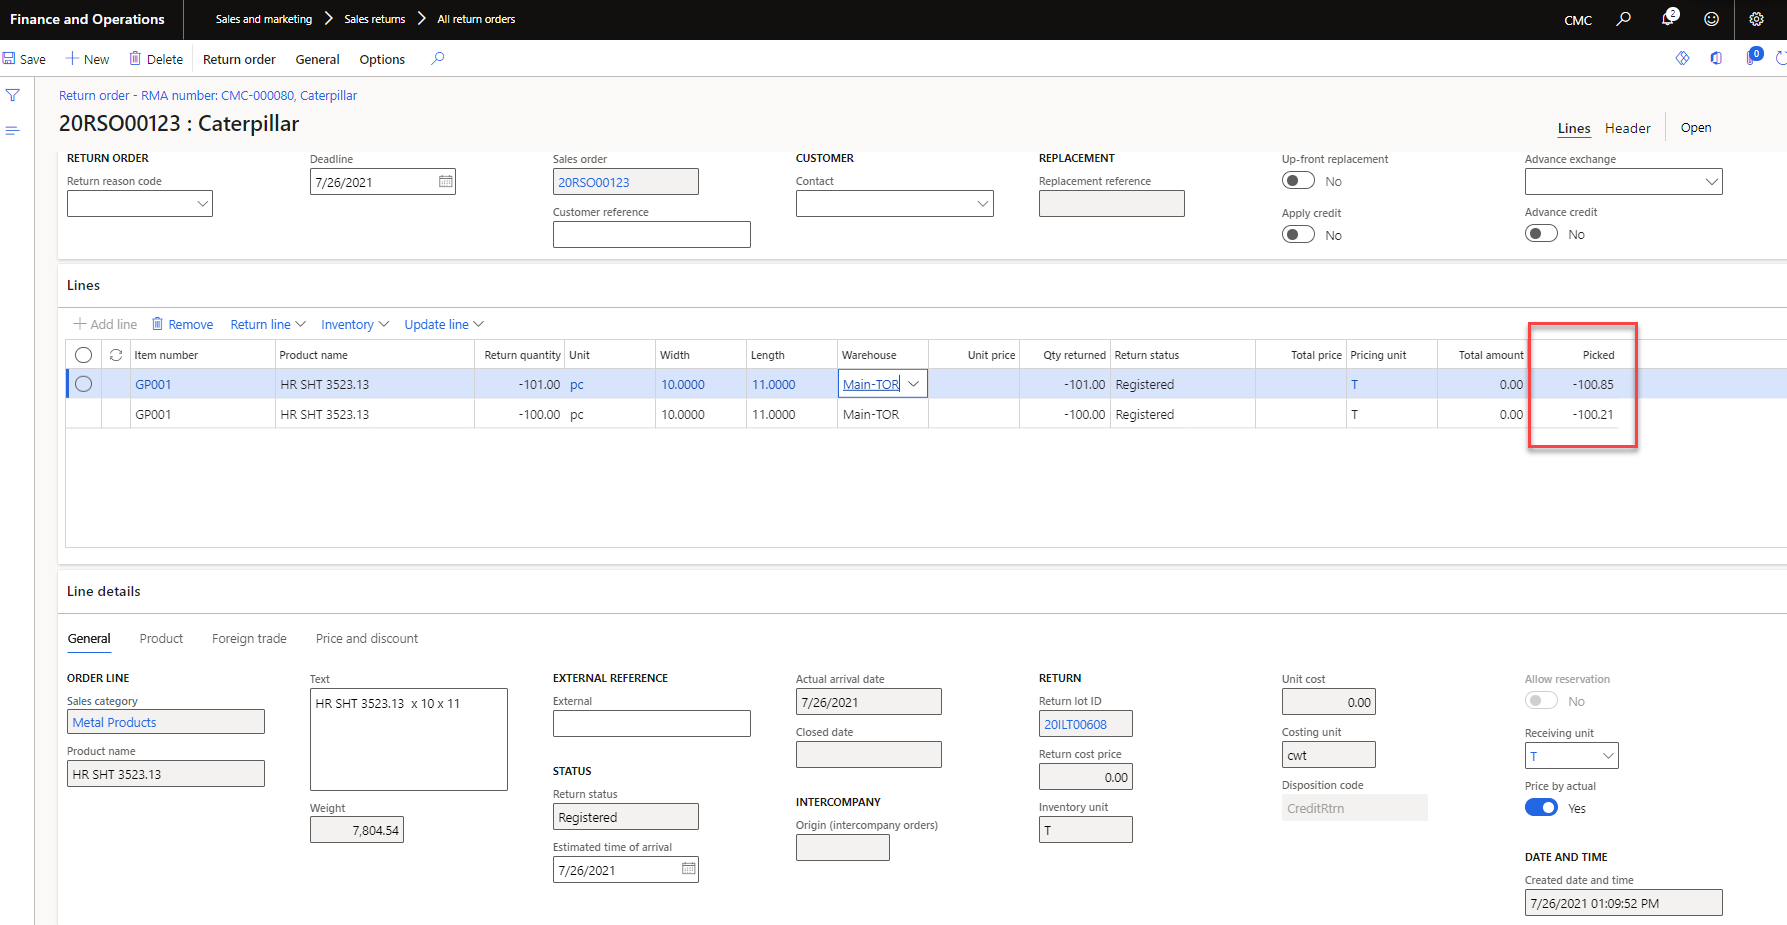 Finance and Operations
Sales and marketing
Sales returns
All return orders
CMC
2
Save
New
Delete
Return order
General
Options
0
Return order - RMA number: CMC-000080, Caterpillar
20RSO00123 : Caterpillar
Lines
Header
Open
RETURN ORDER
Return reason code
Deadline
7/26/2021
Sales order
20RSO00123
Customer reference
CUSTOMER
Contact
REPLACEMENT
Replacement reference
Up-front replacement
No
Apply credit
No
Advance exchange
Advance credit
No
Lines
Add line
Remove
Return line
Inventory
Update line
Item number Product name Return quantity Unit Width Length Warehouse Unit price Qty returned Return status Total price Pricing unit Total amount Picked
GP001 HR SHT 3523.13 -101.00 pc 10.0000 11.0000 Main-TOR -101.00 Registered T 0.00 -100.85
GP001 HR SHT 3523.13 -100.00 pc 10.0000 11.0000 Main-TOR -100.00 Registered T 0.00 -100.21
Line details
General
Product
Foreign trade
Price and discount
ORDER LINE
Sales category
Metal Products
Product name
HR SHT 3523.13
Text
HR SHT 3523.13 x 10 x 11
Weight
7,804.54
EXTERNAL REFERENCE
External
STATUS
Return status
Registered
Estimated time of arrival
7/26/2021
Actual arrival date
7/26/2021
Closed date
INTERCOMPANY
Origin (intercompany orders)
RETURN
Return lot ID
20ILT00608
Return cost price
0.00
Inventory unit
T
Unit cost
0.00
Costing unit
cwt
Disposition code
CreditRtrn
Allow reservation
No
Receiving unit
T
Price by actual
Yes
DATE AND TIME
Created date and time
7/26/2021 01:09:52 PM